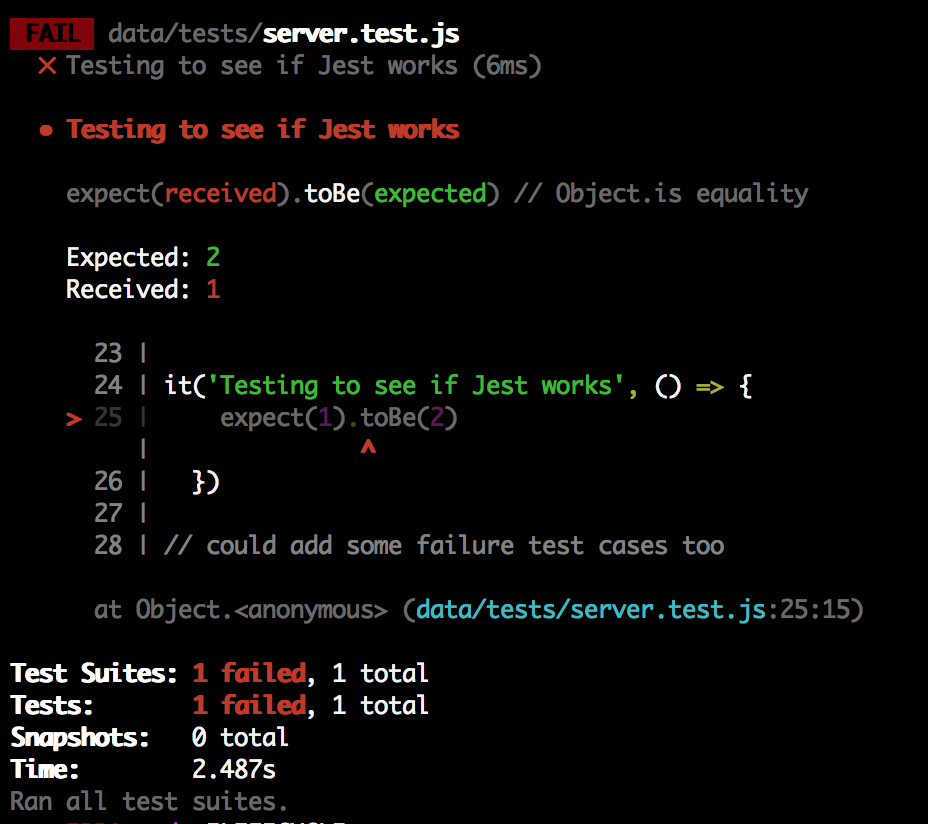 FAIL data/tests/server.test.js
✕ Testing to see if Jest works (6ms)
● Testing to see if Jest works
expect(received).toBe(expected) // Object.is equality
Expected: 2
Received: 1
23 |
24 | it('Testing to see if Jest works', () => {
> 25 |     expect(1).toBe(2)
|               ^
26 |   })
27 |
28 | // could add some failure test cases too
at Object.<anonymous> (data/tests/server.test.js:25:15)
Test Suites: 1 failed, 1 total
Tests:       1 failed, 1 total
Snapshots:   0 total
Time:        2.487s
Ran all test suites.